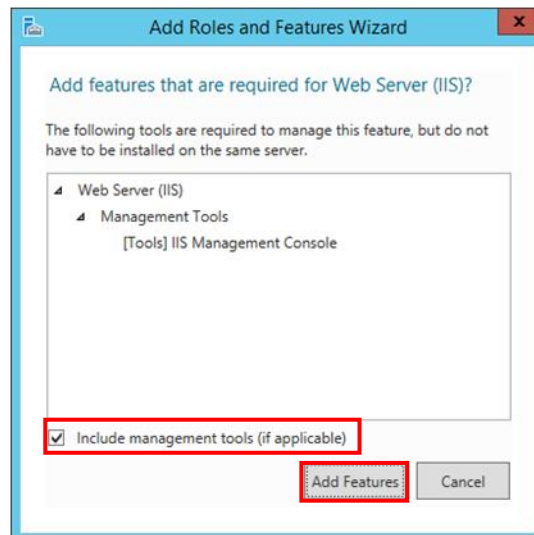 Add Roles and Features Wizard
x
Add features that are required for Web Server (IIS)?
The following tools are required to manage this feature, but do not
have to be installed on the same server.
Web Server (IIS)
Management Tools
[Tools] IIS Management Console
Include management tools (if applicable)
Add Features Cancel